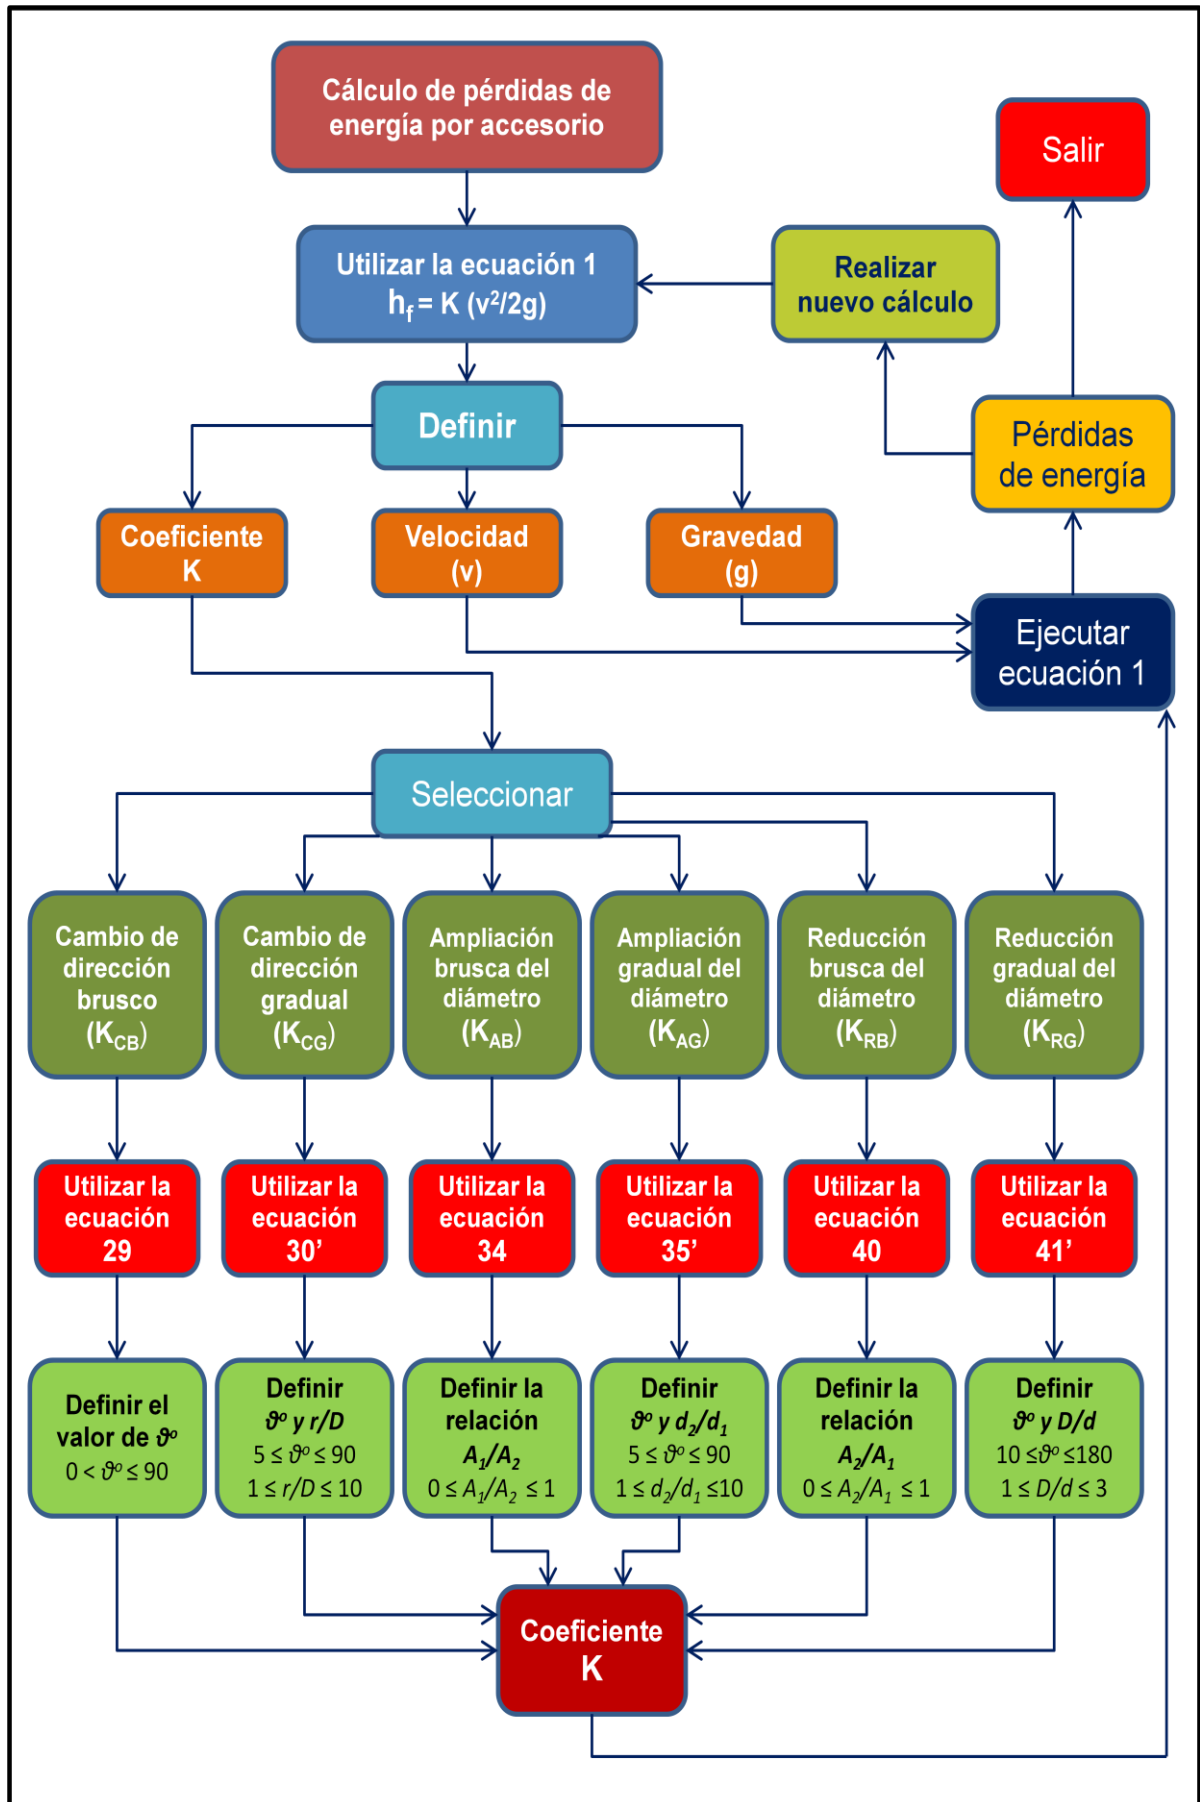 Cálculo de pérdidas de
energía por accesorio
Salir
Utilizar la ecuación 1
hf = K (v²/2g)
Realizar
nuevo cálculo
Definir
Pérdidas
de energía
Coeficiente
K
Velocidad
(v)
Gravedad
(g)
Ejecutar
ecuación 1
Seleccionar
Cambio de
dirección
brusco
(KCB)
Cambio de
dirección
gradual
(KCG)
Ampliación
brusca del
diámetro
(KAB)
Ampliación
gradual del
diámetro
(KAG)
Reducción
brusca del
diámetro
(KRB)
Reducción
gradual del
diámetro
(KRG)
Utilizar la
ecuación
29
Utilizar la
ecuación
30’
Utilizar la
ecuación
34
Utilizar la
ecuación
35’
Utilizar la
ecuación
40
Utilizar la
ecuación
41’
Definir el
valor de ϑº
0 < ϑº ≤ 90
Definir
ϑº y r/D
5 ≤ ϑº ≤ 90
1 ≤ r/D ≤ 10
Definir la
relación
A₁/A₂
0 ≤ A₁/A₂ ≤ 1
Definir
ϑº y d₂/d₁
5 ≤ ϑº ≤ 90
1 ≤ d₂/d₁ ≤10
Definir la
relación
A₂/A₁
0 ≤ A₂/A₁ ≤ 1
Definir
ϑº y D/d
10 ≤ϑº ≤180
1 ≤ D/d ≤ 3
Coeficiente
K